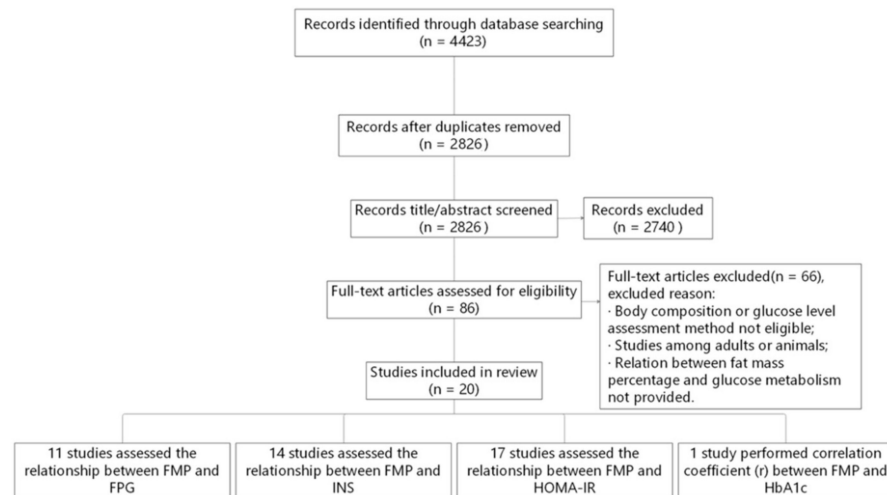 Records identified through database searching
(n = 4423)
Records after duplicates removed
(n = 2826)
Records title/abstract screened
(n = 2826 )
Records excluded
(n = 2740 )
Full-text articles assessed for eligibility
(n = 86)
Full-text articles excluded(n = 66),
excluded reason:
· Body composition or glucose level
assessment method not eligible;
· Studies among adults or animals;
· Relation between fat mass
percentage and glucose metabolism
not provided.
Studies included in review
(n = 20)
11 studies assessed the
relationship between FMP and
FPG
14 studies assessed the
relationship between FMP and
INS
17 studies assessed the
relationship between FMP and
HOMA-IR
1 study performed correlation
coefficient (r) between FMP and
HbA1c